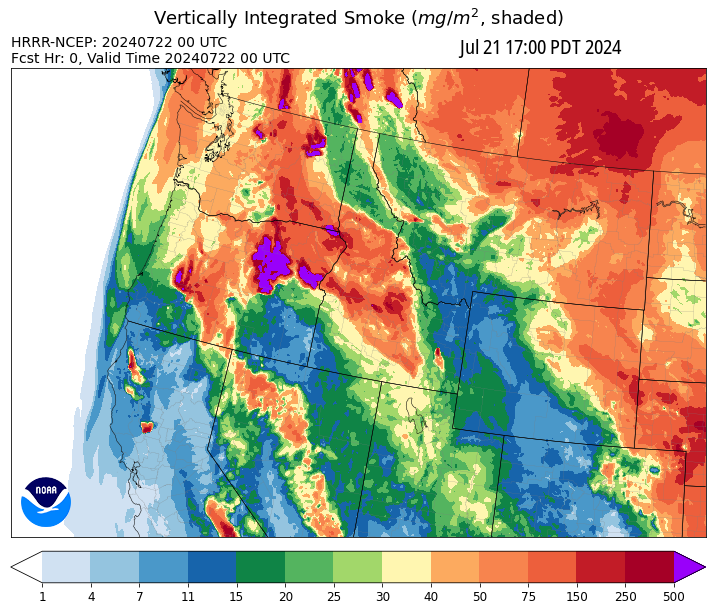 Vertically Integrated Smoke (mg/m², shaded)
HRRR-NCEP: 20240722 00 UTC
Jul 21 17:00 PDT 2024
Fcst Hr: 0, Valid Time 20240722 00 UTC
NOAA
1 4 7 11 15 20 25 30 40 50 75 150 250 500